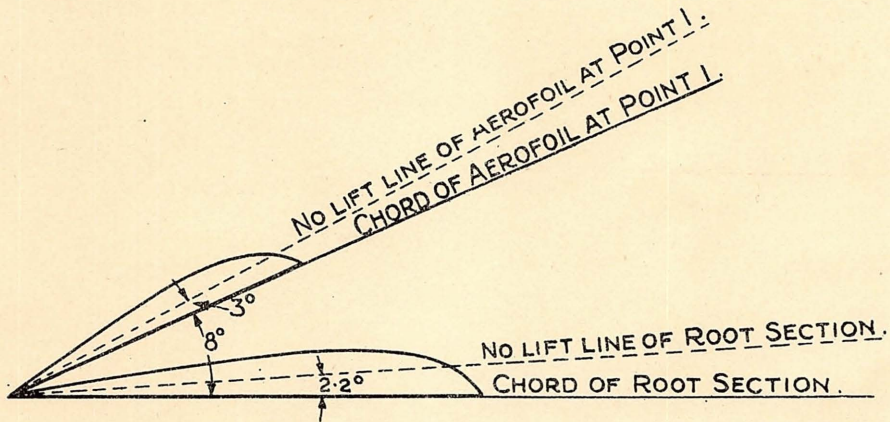 NO LIFT LINE OF AEROFOIL AT POINT 1.
CHORD OF AEROFOIL AT POINT 1.
3°
8°
NO LIFT LINE OF ROOT SECTION.
2·2°
CHORD OF ROOT SECTION.